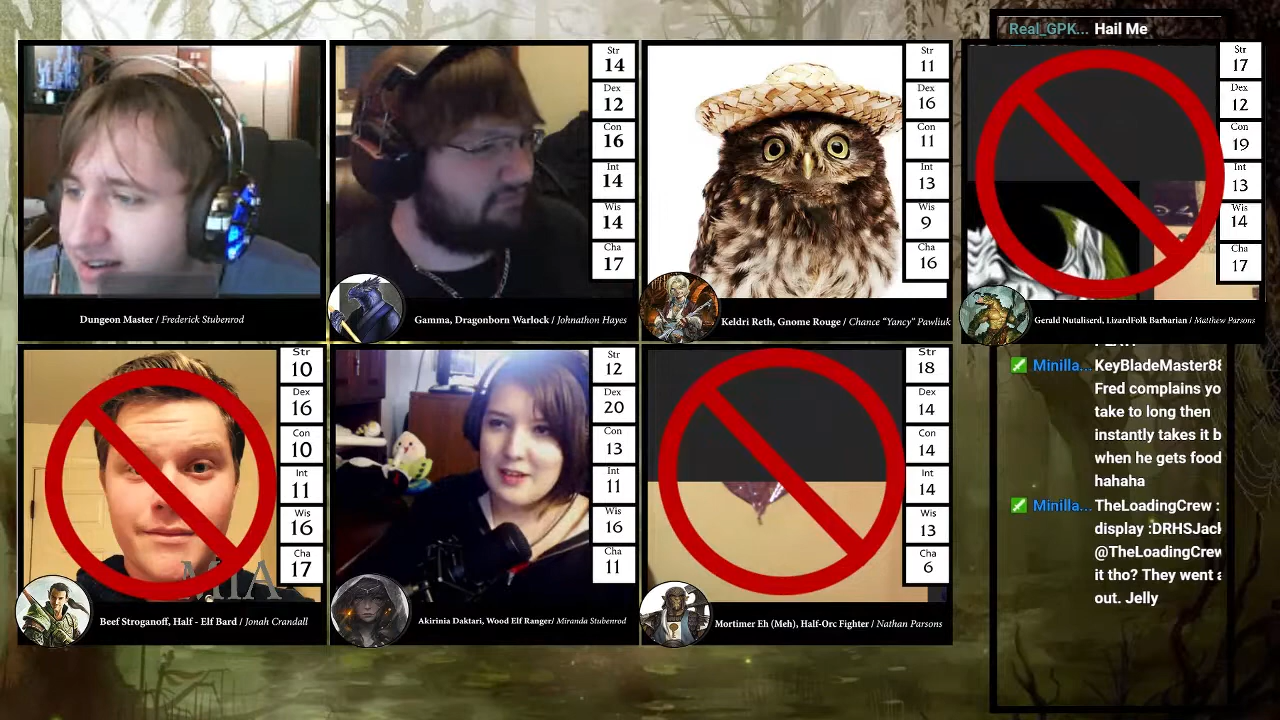 Real_GPK... Hail Me
Str
14
Dex
12
Con
16
Int
14
Wis
14
Cha
17
Str
11
Dex
16
Con
11
Int
13
Wis
9
Cha
16
Str
17
Dex
12
Con
19
Int
13
Wis
14
Cha
17
Dungeon Master / Frederick Stubenrod
Gamma, Dragonborn Warlock / Johnathon Hayes
Keldri Reth, Gnome Rouge / Chance "Yancy" Pawliuk
Gerald Nutaliserd, LizardFolk Barbarian / Matthew Parsons
Str
10
Dex
16
Con
10
Int
11
Wis
16
Cha
17
MIA
Str
12
Dex
20
Con
13
Int
11
Wis
16
Cha
11
Str
18
Dex
14
Con
14
Int
14
Wis
13
Cha
6
Beef Stroganoff, Half - Elf Bard / Jonah Crandall
Akirinia Daktari, Wood Elf Ranger/ Miranda Stubenrod
Mortimer Eh (Meh), Half-Orc Fighter / Nathan Parsons
Minilla... KeyBladeMaster88
Fred complains yo
take to long then
instantly takes it b
when he gets food
hahaha
Minilla... TheLoadingCrew :
display :DRHSJack
@TheLoadingCrew
it tho? They went a
out. Jelly